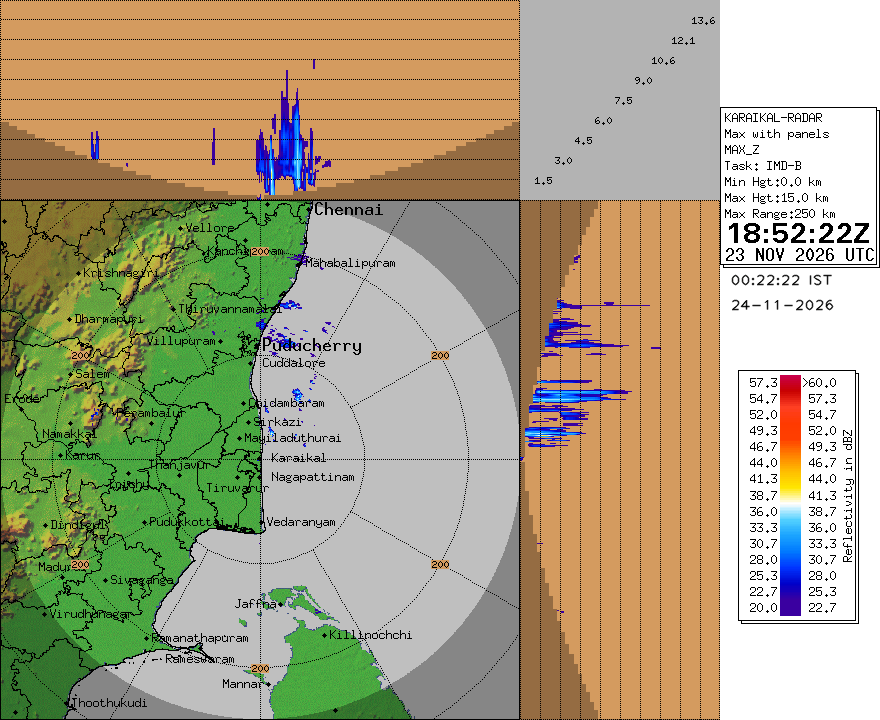 13.6
12.1
10.6
9.0
7.5
6.0
4.5
3.0
1.5
KARAIKAL-RADAR
Max with panels
MAX_Z
Task: IMD-B
Min Hgt:0.0 km
Max Hgt:15.0 km
Max Range:250 km
18:52:22Z
23 NOV 2026 UTC
00:22:22 IST
24-11-2026
Chennai
Vellore
200
Mahabalipuram
Krishnagiri
Thiruvannamalai
Dharmapuri
Villupuram
Puducherry
200
200
Cuddalore
Salem
Erode
Chidambaram
Perambalur
Sirkazi
Namakkal
Mayiladuthurai
Karur
Karaikal
Thanjavur
Nagapattinam
Tiruvarur
Pudukkottai
Vedaranyam
Dindigul
200
200
Sivaganga
Jaffna
Virudhunagar
Killinochchi
Ramanathapuram
Rameswaram
200
Mannar
Thoothukudi
57.3 >60.0
54.7 57.3
52.0 54.7
49.3 52.0
46.7 49.3
44.0 46.7
41.3 44.0
38.7 41.3
36.0 38.7
33.3 36.0
30.7 33.3
28.0 30.7
25.3 28.0
22.7 25.3
20.0 22.7
Reflectivity in dBZ